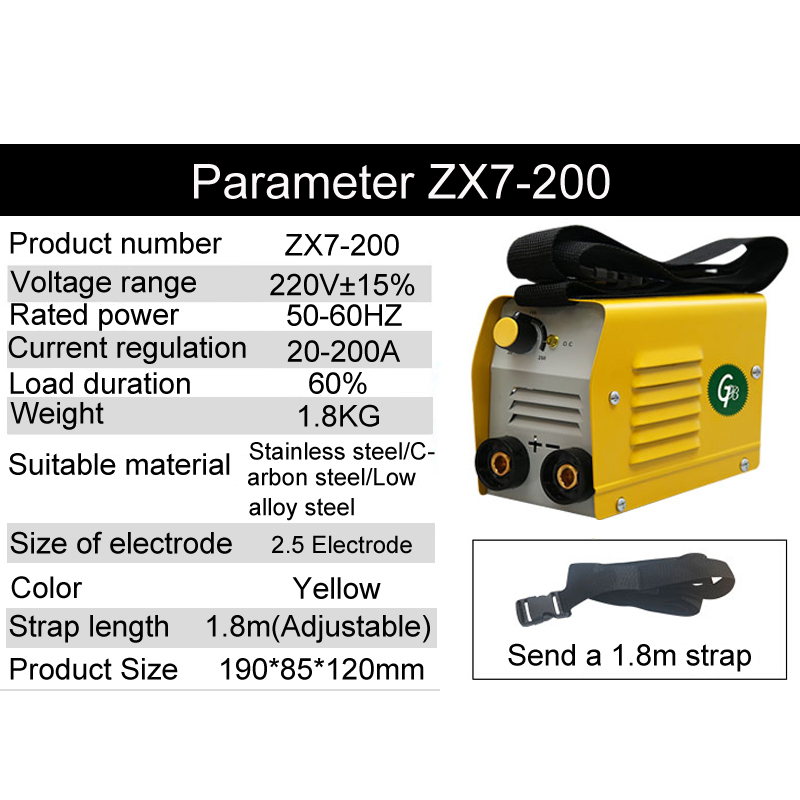 Parameter ZX7-200
Product number ZX7-200
Voltage range 220V±15%
Rated power 50-60HZ
Current regulation 20-200A
Load duration 60%
Weight 1.8KG
Suitable material Stainless steel/C-
arbon steel/Low
alloy steel
Size of electrode 2.5 Electrode
Color Yellow
Strap length 1.8m(Adjustable)
Product Size 190*85*120mm
O.C
+ -
Send a 1.8m strap